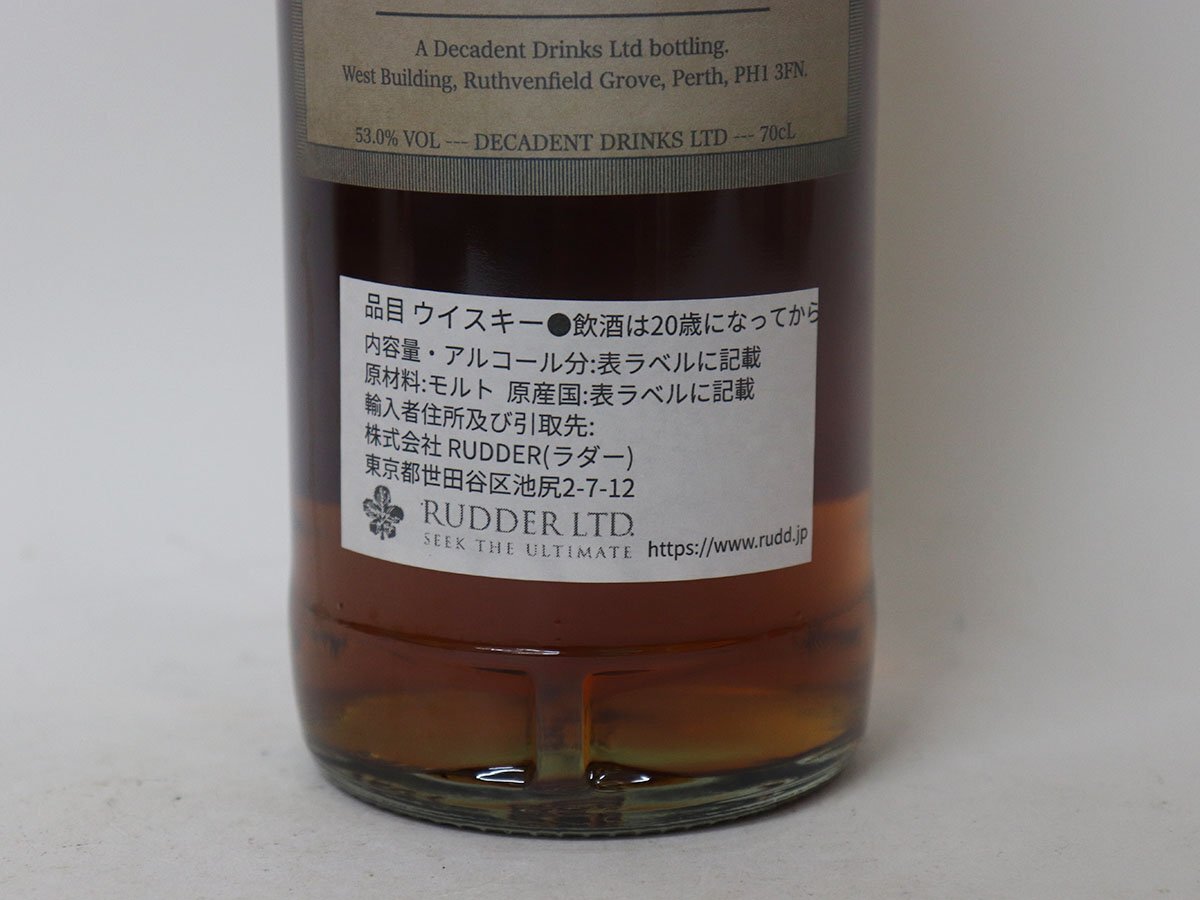 A Decadent Drinks Ltd bottling.
West Building, Ruthvenfield Grove, Perth, PH1 3FN.
53.0% VOL --- DECADENT DRINKS LTD --- 70cL
品目 ウイスキー●飲酒は20歳になってから
内容量・アルコール分:表ラベルに記載
原材料:モルト 原産国:表ラベルに記載
輸入者住所及び引取先:
株式会社 RUDDER(ラダー)
東京都世田谷区池尻2-7-12
RUDDER LTD.
SEEK THE ULTIMATE
https://www.rudd.jp